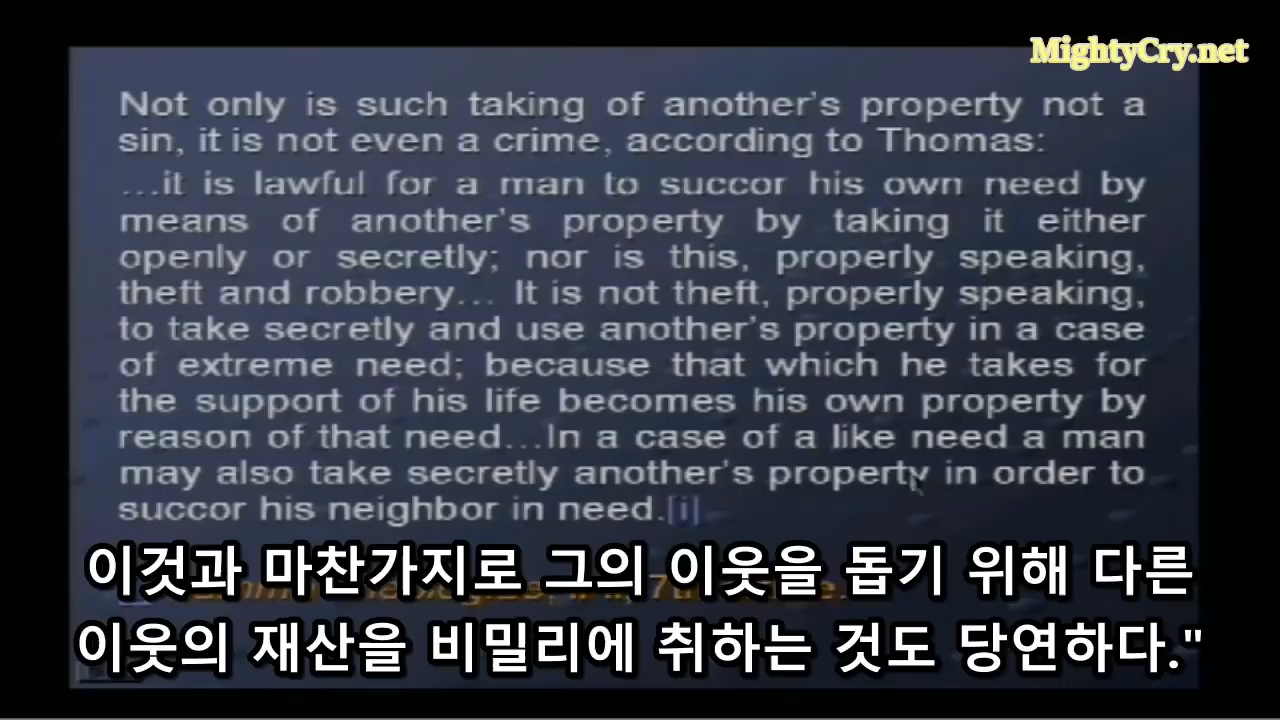 MightyCry.net
Not only is such taking of another's property not a
sin, it is not even a crime, according to Thomas:
...it is lawful for a man to succor his own need by
means of another's property by taking it either
openly or secretly; nor is this, properly speaking,
theft and robbery... It is not theft, properly speaking,
to take secretly and use another's property in a case
of extreme need; because that which he takes for
the support of his life becomes his own property by
reason of that need...In a case of a like need a man
may also take secretly another's property in order to
succor his neighbor in need.[i]
이것과 마찬가지로 그의 이웃을 돕기 위해 다른
이웃의 재산을 비밀리에 취하는 것도 당연하다."